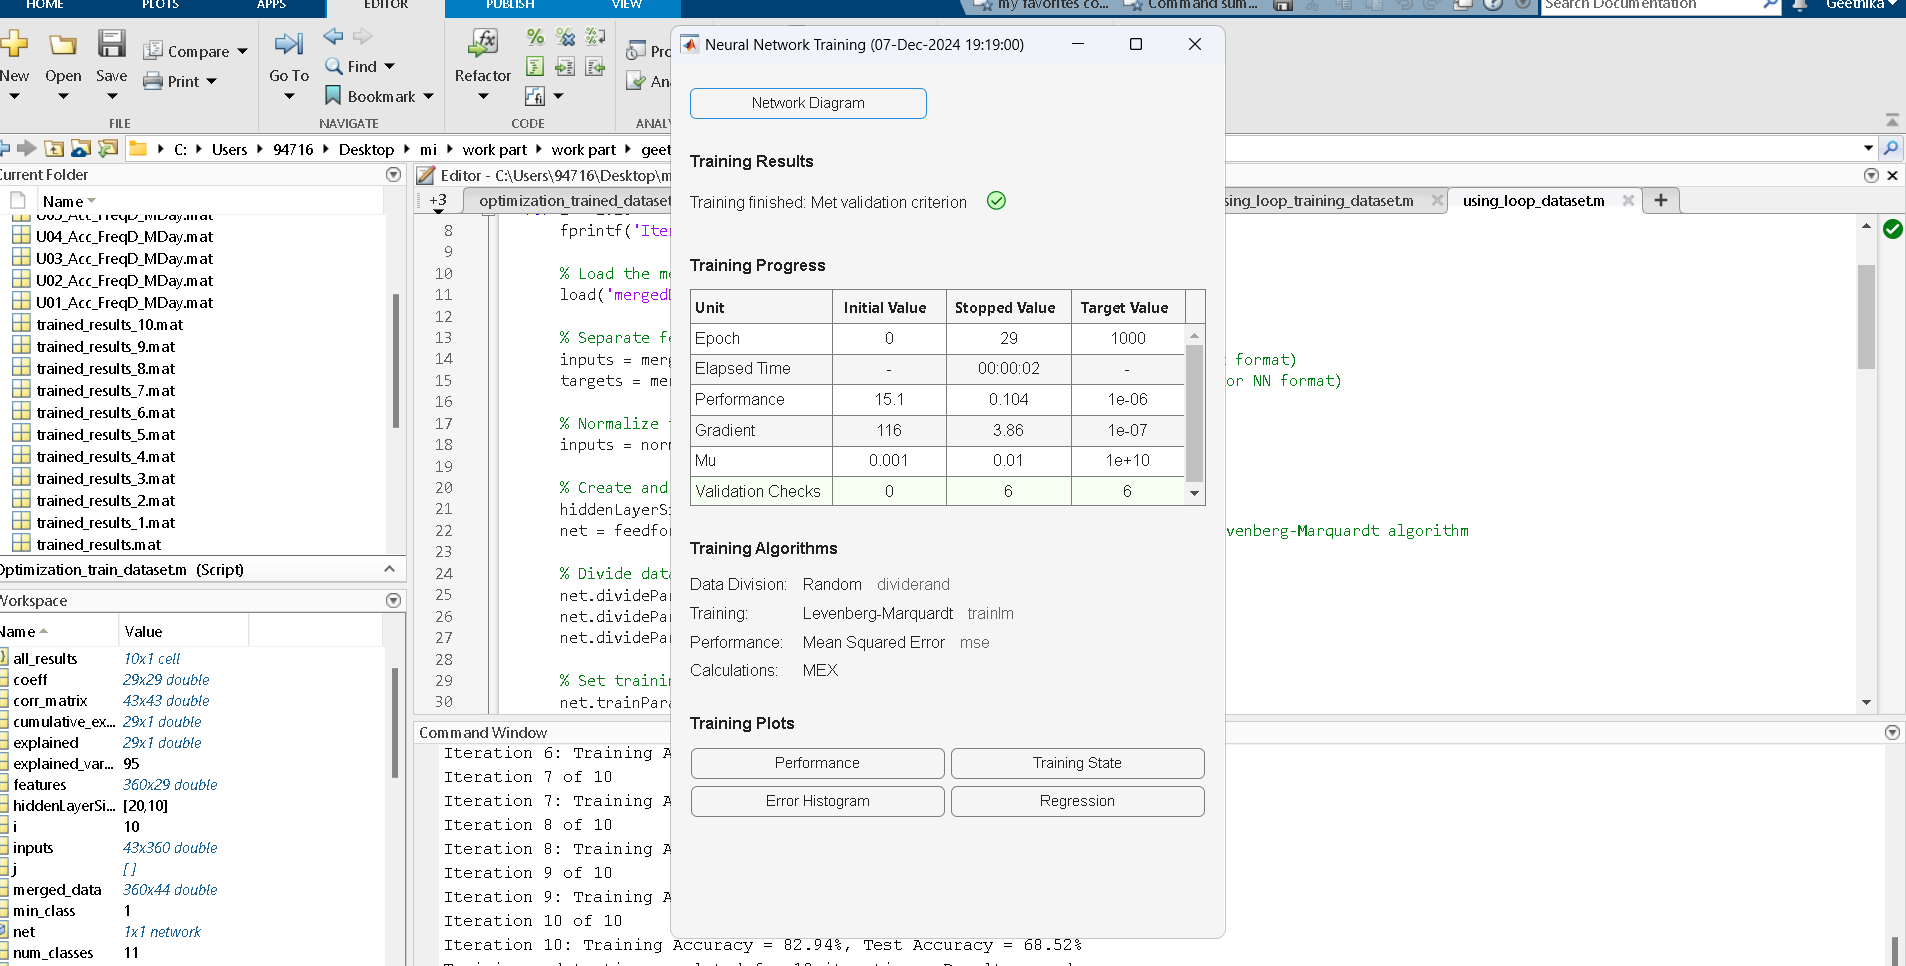 HOME PLOTS APPS EDITOR PUBLISH VIEW
my favorites co... Command sum... Search Documentation Geethika
New Open Save Compare Print
Go To Find Bookmark
Refactor
FILE NAVIGATE CODE
C: Users 94716 Desktop mi work part work part geet
Current Folder
Name
U05_Acc_FreqD_MDay.mat
U04_Acc_FreqD_MDay.mat
U03_Acc_FreqD_MDay.mat
U02_Acc_FreqD_MDay.mat
U01_Acc_FreqD_MDay.mat
trained_results_10.mat
trained_results_9.mat
trained_results_8.mat
trained_results_7.mat
trained_results_6.mat
trained_results_5.mat
trained_results_4.mat
trained_results_3.mat
trained_results_2.mat
trained_results_1.mat
trained_results.mat
Optimization_train_dataset.m (Script)
Workspace
Name Value
all_results 10x1 cell
coeff 29x29 double
corr_matrix 43x43 double
cumulative_ex... 29x1 double
explained 29x1 double
explained_var... 95
features 360x29 double
hiddenLayerSi... [20,10]
i 10
inputs 43x360 double
j []
merged_data 360x44 double
min_class 1
net 1x1 network
num_classes 11
Editor - C:\Users\94716\Desktop\m
+3 optimization_trained_dataset
sing_loop_training_dataset.m using_loop_dataset.m +
8 fprintf('Iter
9
10 % Load the me
11 load('merged
12
13 % Separate fe
14 inputs = merg format)
15 targets = mer or NN format)
16
17 % Normalize
18 inputs = norm
19
20 % Create and
21 hiddenLayerSi
22 net = feedfor venberg-Marquardt algorithm
23
24 % Divide data
25 net.dividePar
26 net.dividePar
27 net.dividePar
28
29 % Set trainin
30 net.trainPara
Command Window
Iteration 6: Training A
Iteration 7 of 10
Iteration 7: Training A
Iteration 8 of 10
Iteration 8: Training A
Iteration 9 of 10
Iteration 9: Training A
Iteration 10 of 10
Iteration 10: Training Accuracy = 82.94%, Test Accuracy = 68.52%
Neural Network Training (07-Dec-2024 19:19:00)
Network Diagram
Training Results
Training finished: Met validation criterion
Training Progress
Unit Initial Value Stopped Value Target Value
Epoch 0 29 1000
Elapsed Time - 00:00:02 -
Performance 15.1 0.104 1e-06
Gradient 116 3.86 1e-07
Mu 0.001 0.01 1e+10
Validation Checks 0 6 6
Training Algorithms
Data Division: Random dividerand
Training: Levenberg-Marquardt trainlm
Performance: Mean Squared Error mse
Calculations: MEX
Training Plots
Performance Training State
Error Histogram Regression